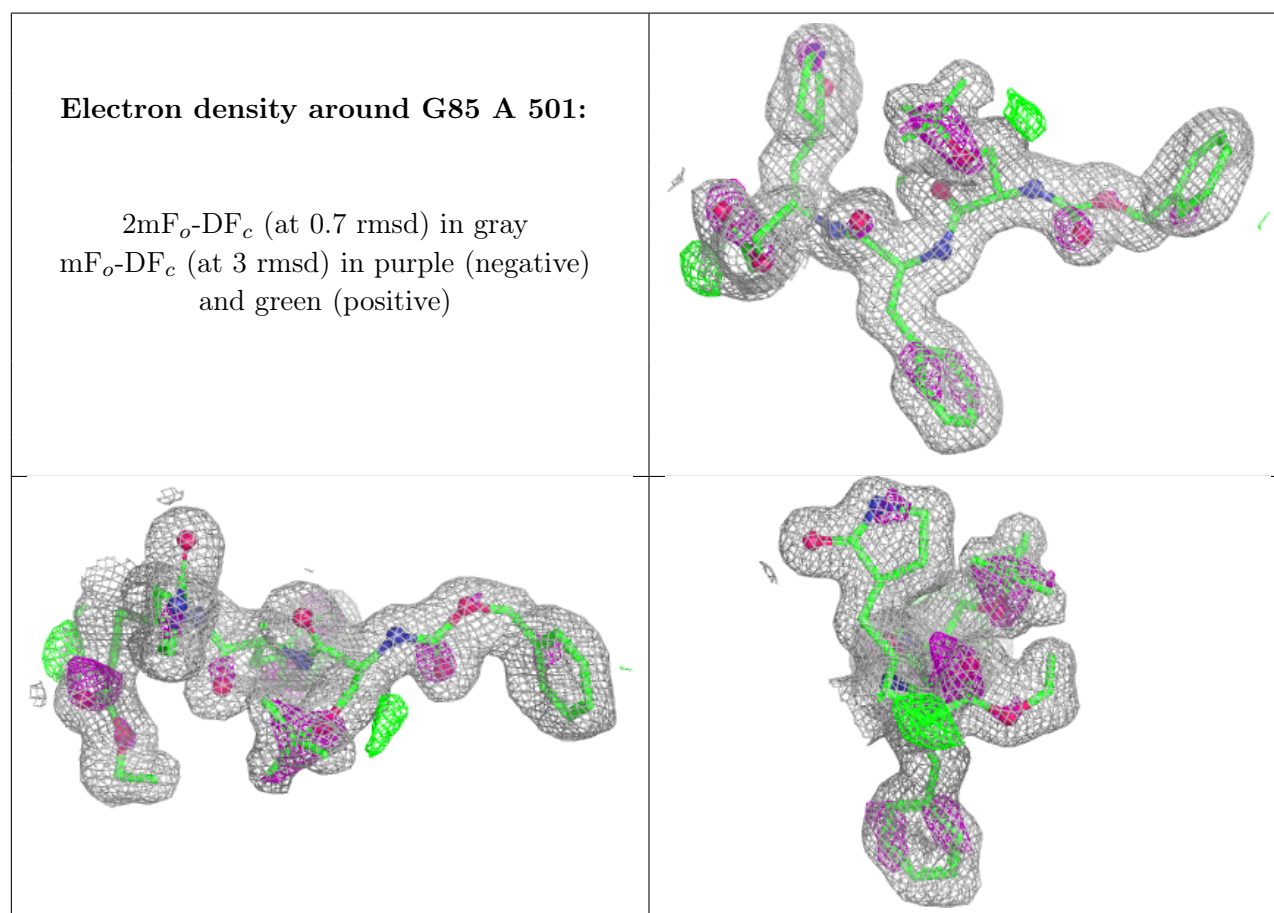 Electron density around G85 A 501:
2mFo-DFc (at 0.7 rmsd) in gray
mFo-DFc (at 3 rmsd) in purple (negative)
and green (positive)